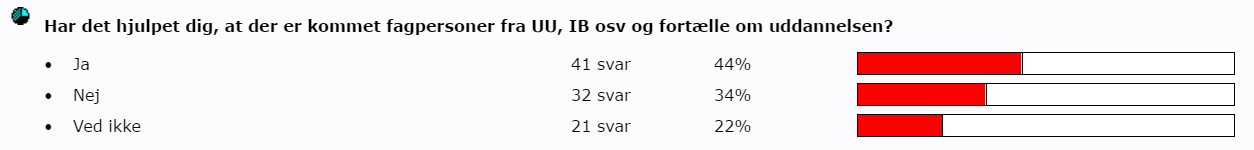 Har det hjulpet dig, at der er kommet fagpersoner fra UU, IB osv og fortælle om uddannelsen?
• Ja 41 svar 44%
• Nej 32 svar 34%
• Ved ikke 21 svar 22%